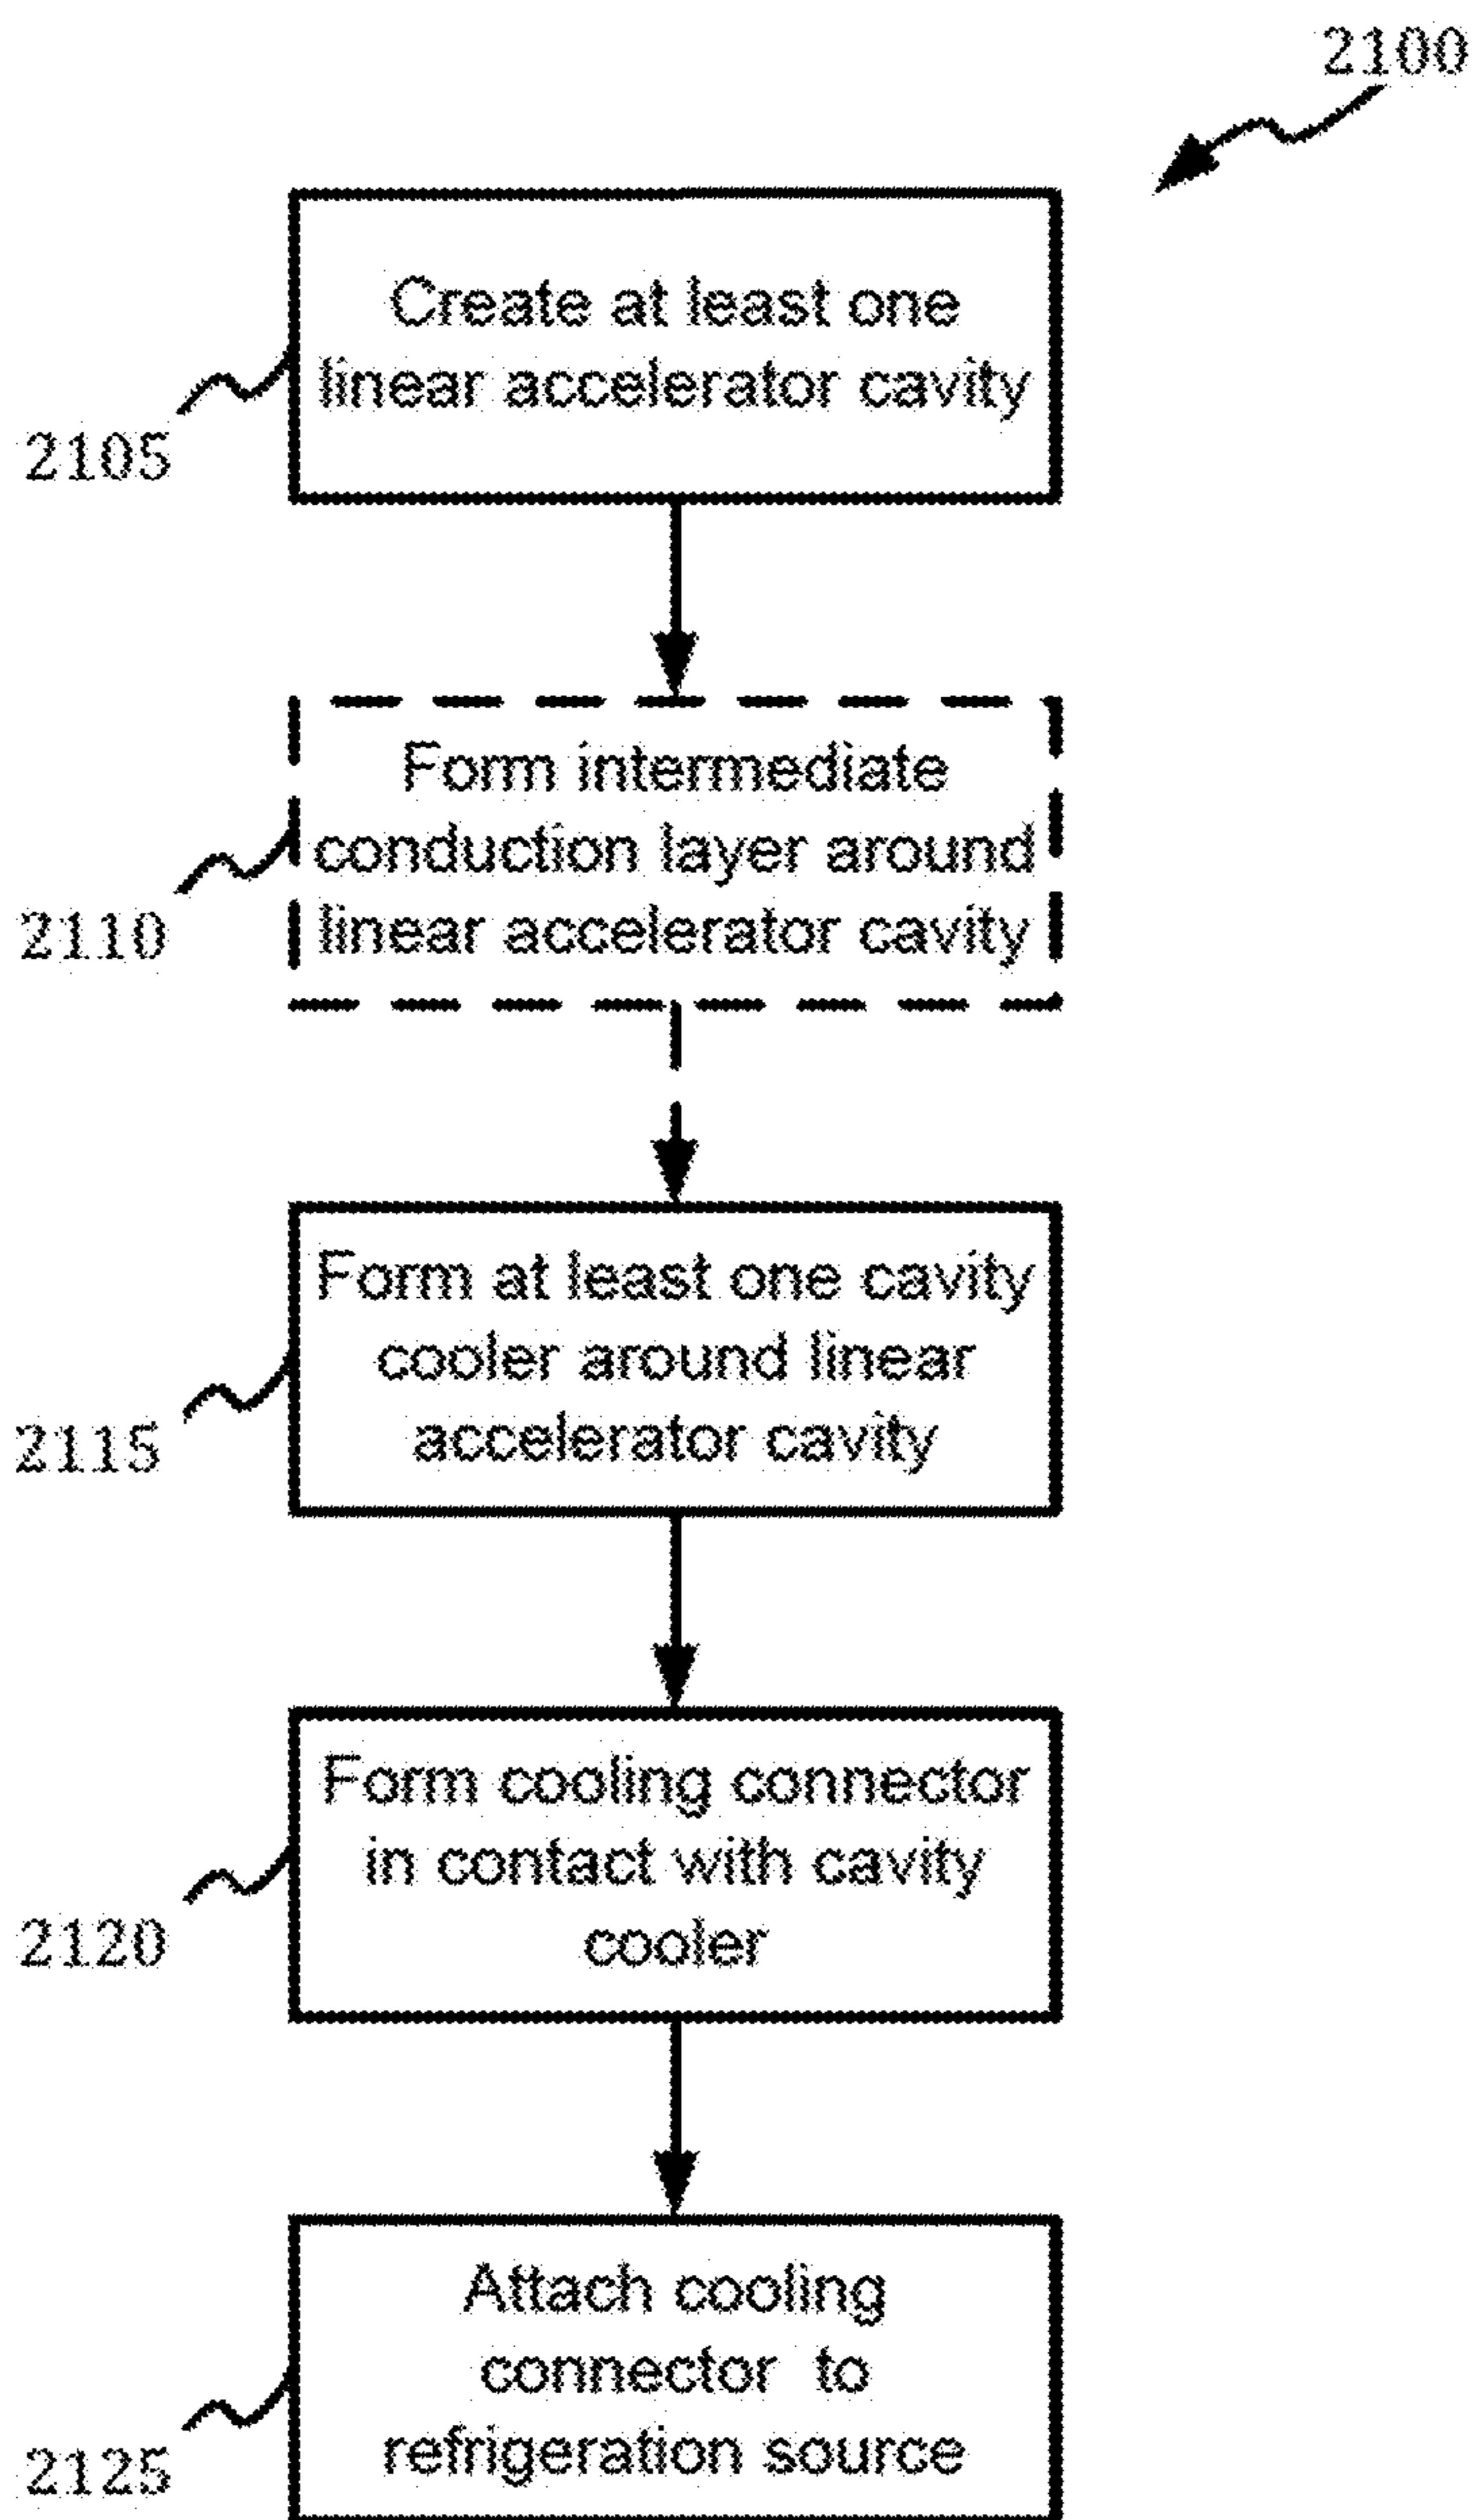 2100
Create at least one
linear accelerator cavity
2105
Form intermediate
conduction layer around
linear accelerator cavity
2110
Form at least one cavity
cooler around linear
accelerator cavity
2115
Form cooling connector
in contact with cavity
cooler
2120
Attach cooling
connector to
refrigeration source
2125